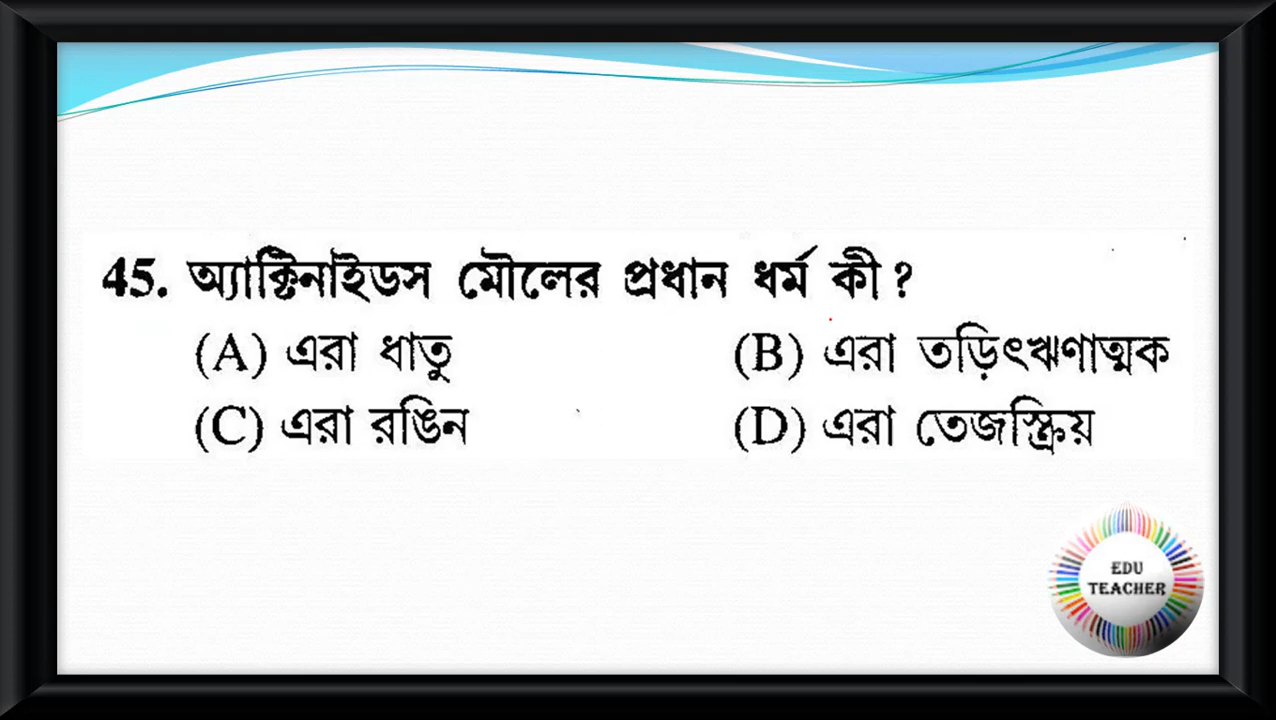 45. অ্যাক্টিনাইডস মৌলের প্রধান ধর্ম কী?
(A) এরা ধাতু (B) এরা তড়িৎঋণাত্মক
(C) এরা রঙিন (D) এরা তেজস্ক্রিয়
EDU
TEACHER